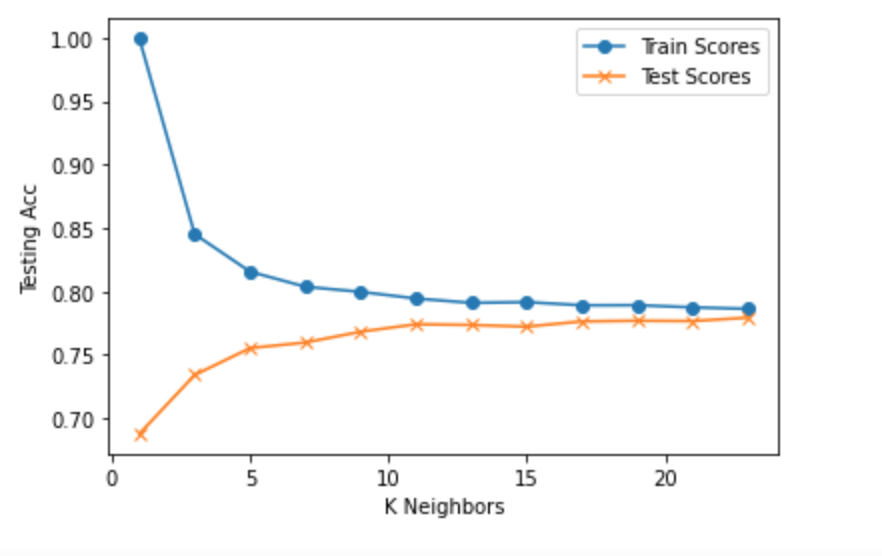 1.00
0.95
0.90
0.85
0.80
0.75
0.70
Testing Acc
Train Scores
Test Scores
0 5 10 15 20
K Neighbors